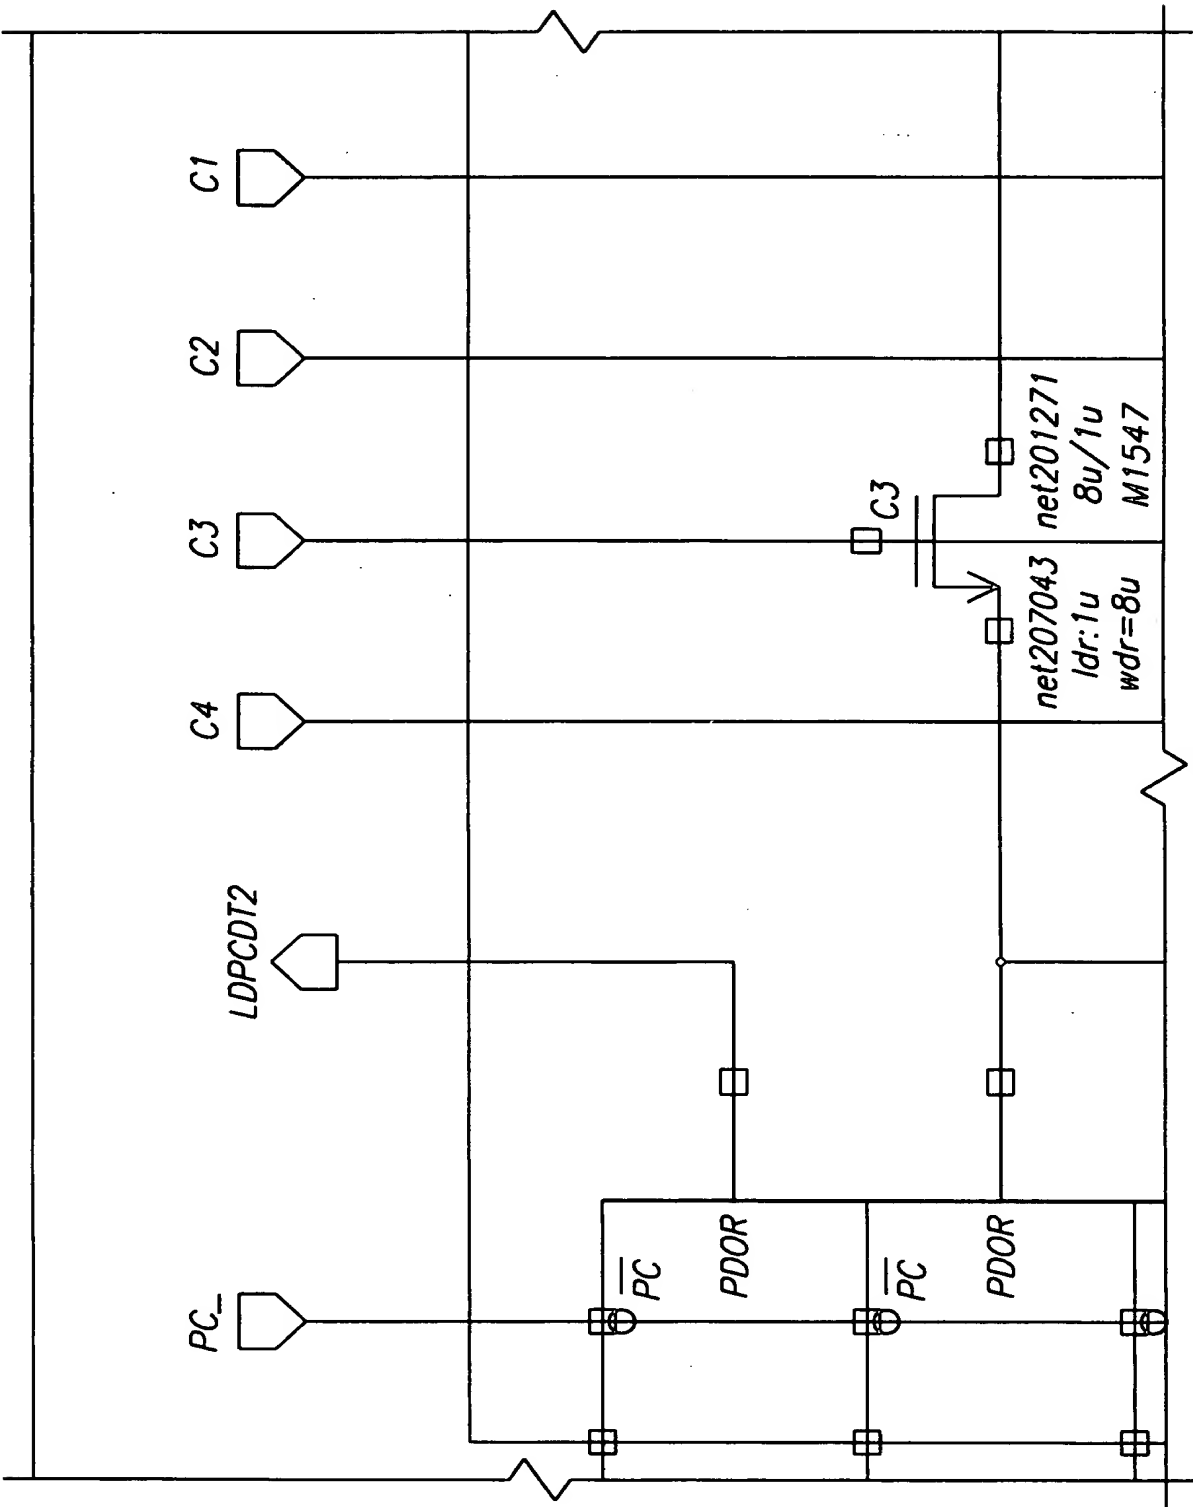 PC_
LDPCDT2
C4
C3
C2
C1
PC
PDOR
PC
PDOR
C3
net207043
ldr:1u
wdr=8u
net201271
8u/1u
M1547